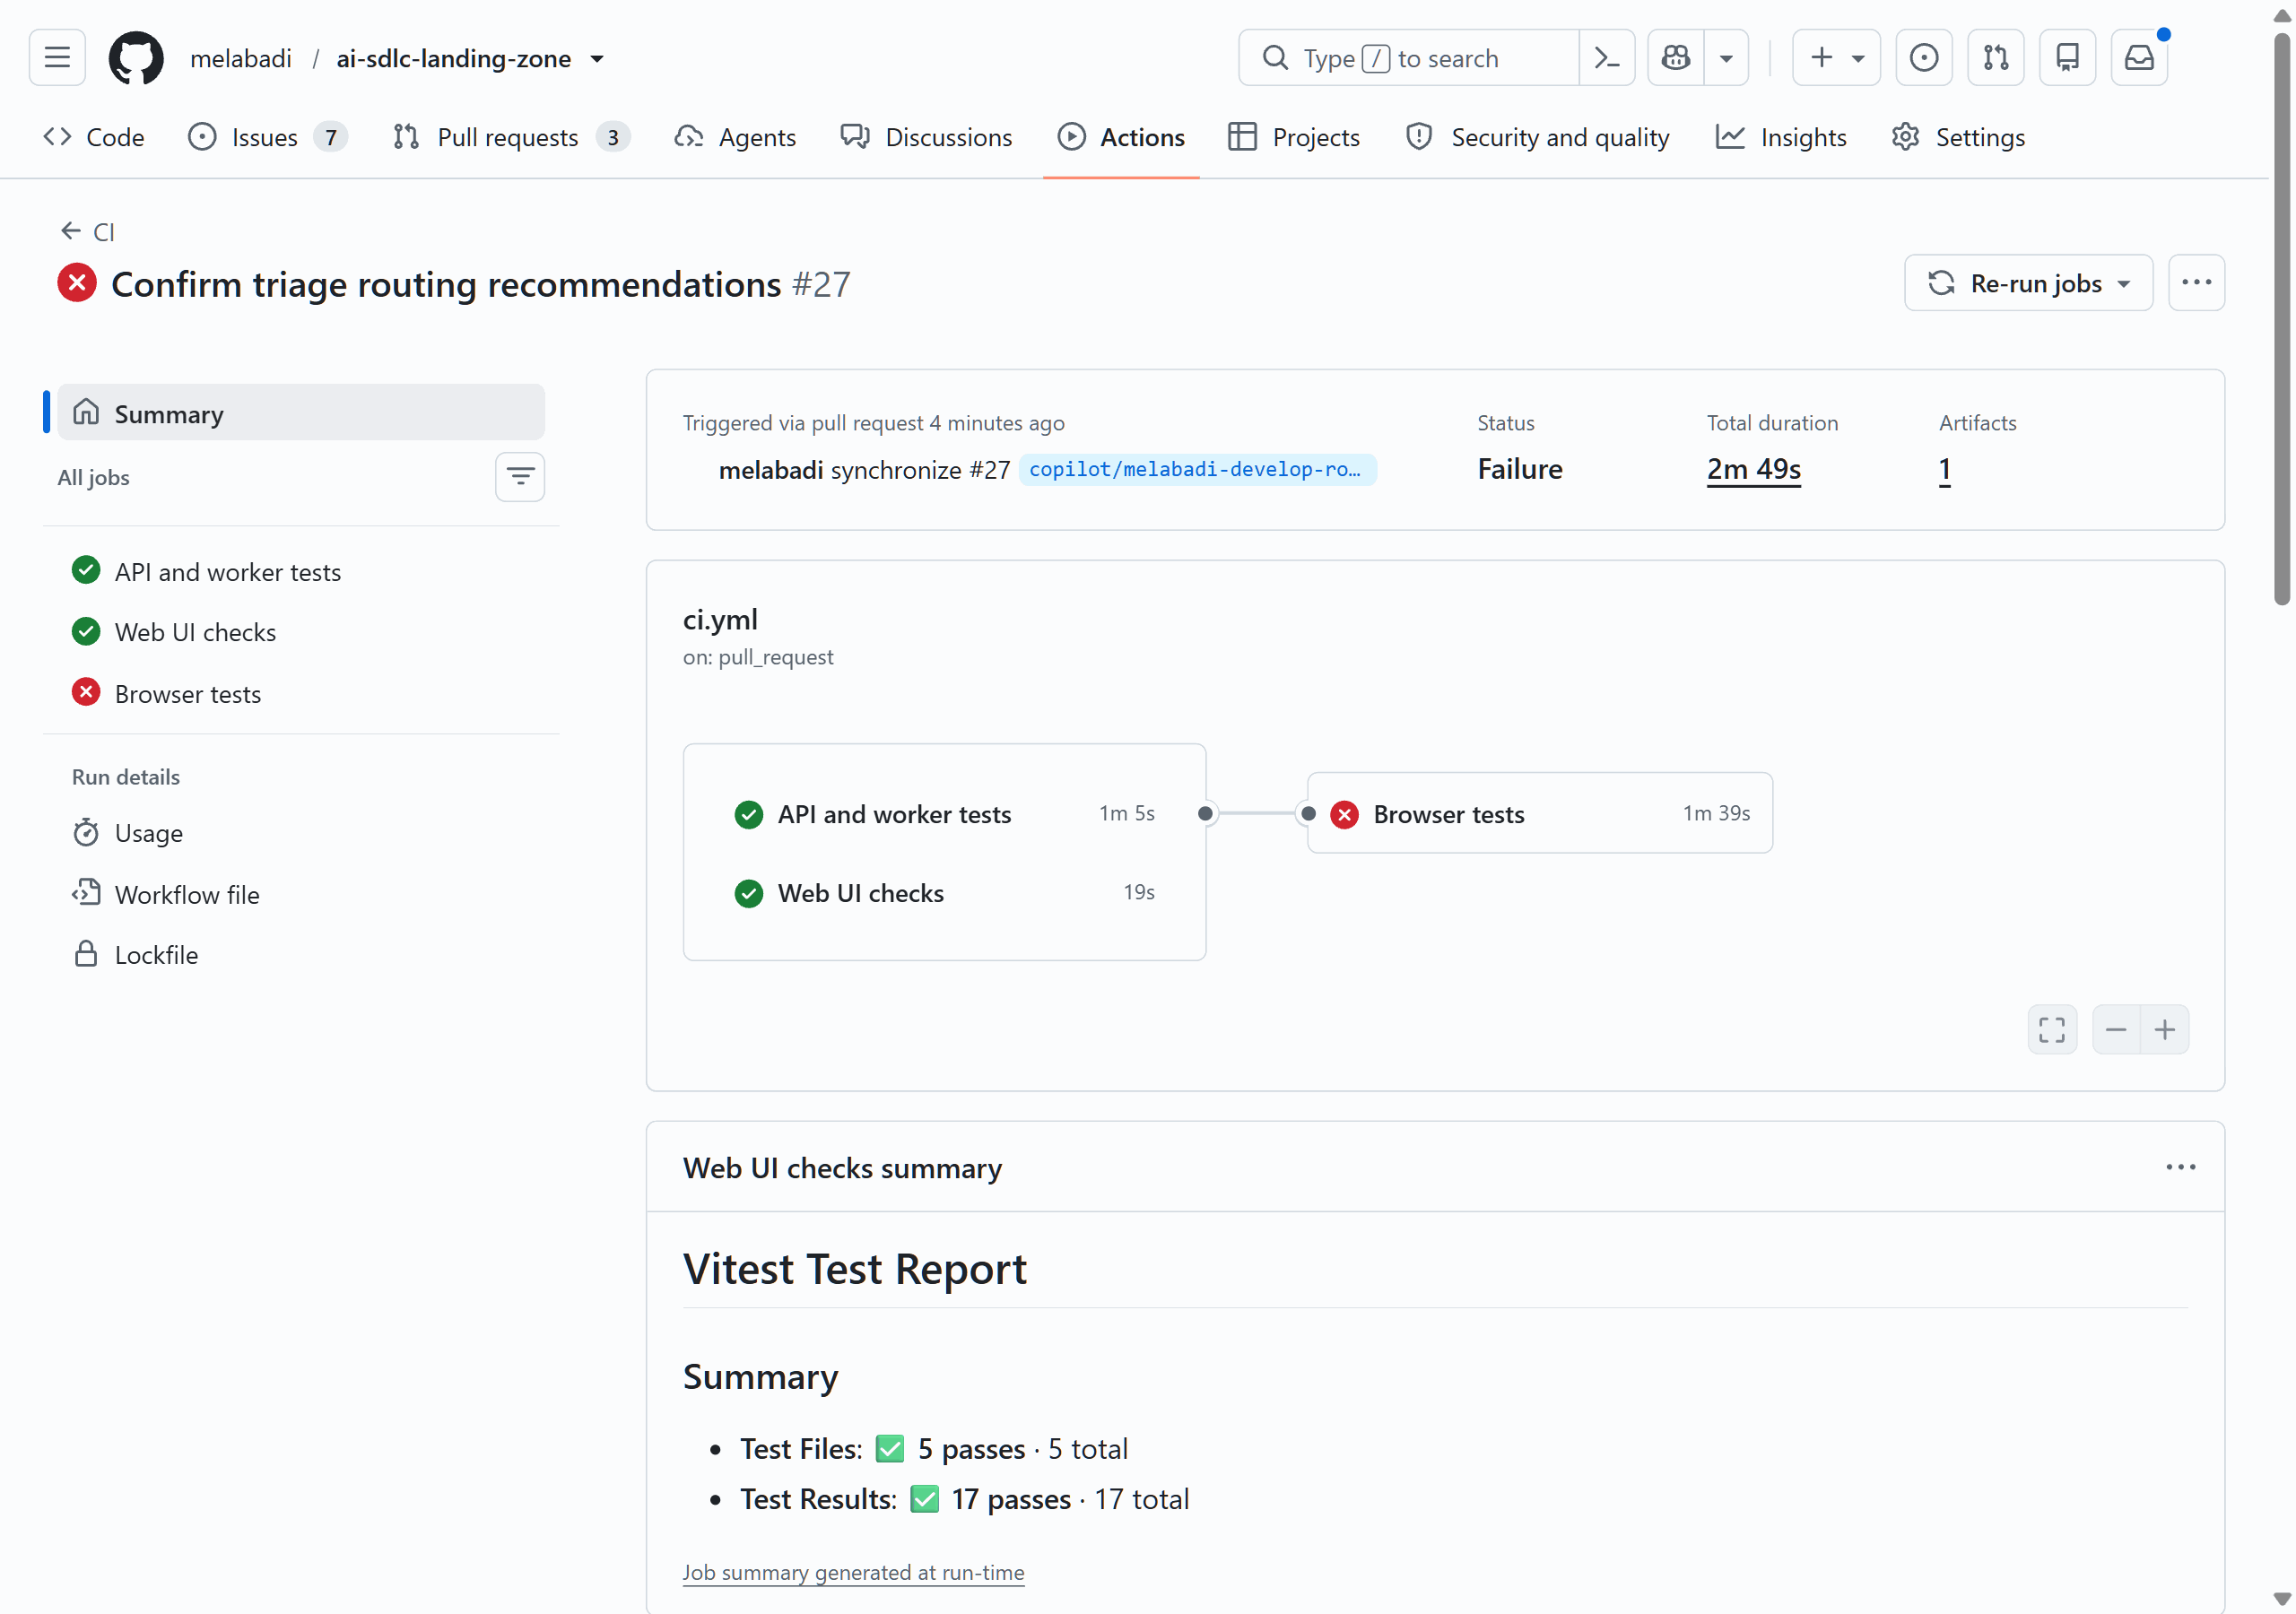 melabadi / ai-sdlc-landing-zone
Type / to search
Code
Issues 7
Pull requests 3
Agents
Discussions
Actions
Projects
Security and quality
Insights
Settings
CI
Confirm triage routing recommendations #27
Re-run jobs
Summary
All jobs
API and worker tests
Web UI checks
Browser tests
Run details
Usage
Workflow file
Lockfile
Triggered via pull request 4 minutes ago
melabadi synchronize #27 copilot/melabadi-develop-ro…
Status
Failure
Total duration
2m 49s
Artifacts
1
ci.yml
on: pull_request
API and worker tests 1m 5s
Web UI checks 19s
Browser tests 1m 39s
Web UI checks summary
Vitest Test Report
Summary
Test Files: ✅ 5 passes · 5 total
Test Results: ✅ 17 passes · 17 total
Job summary generated at run-time